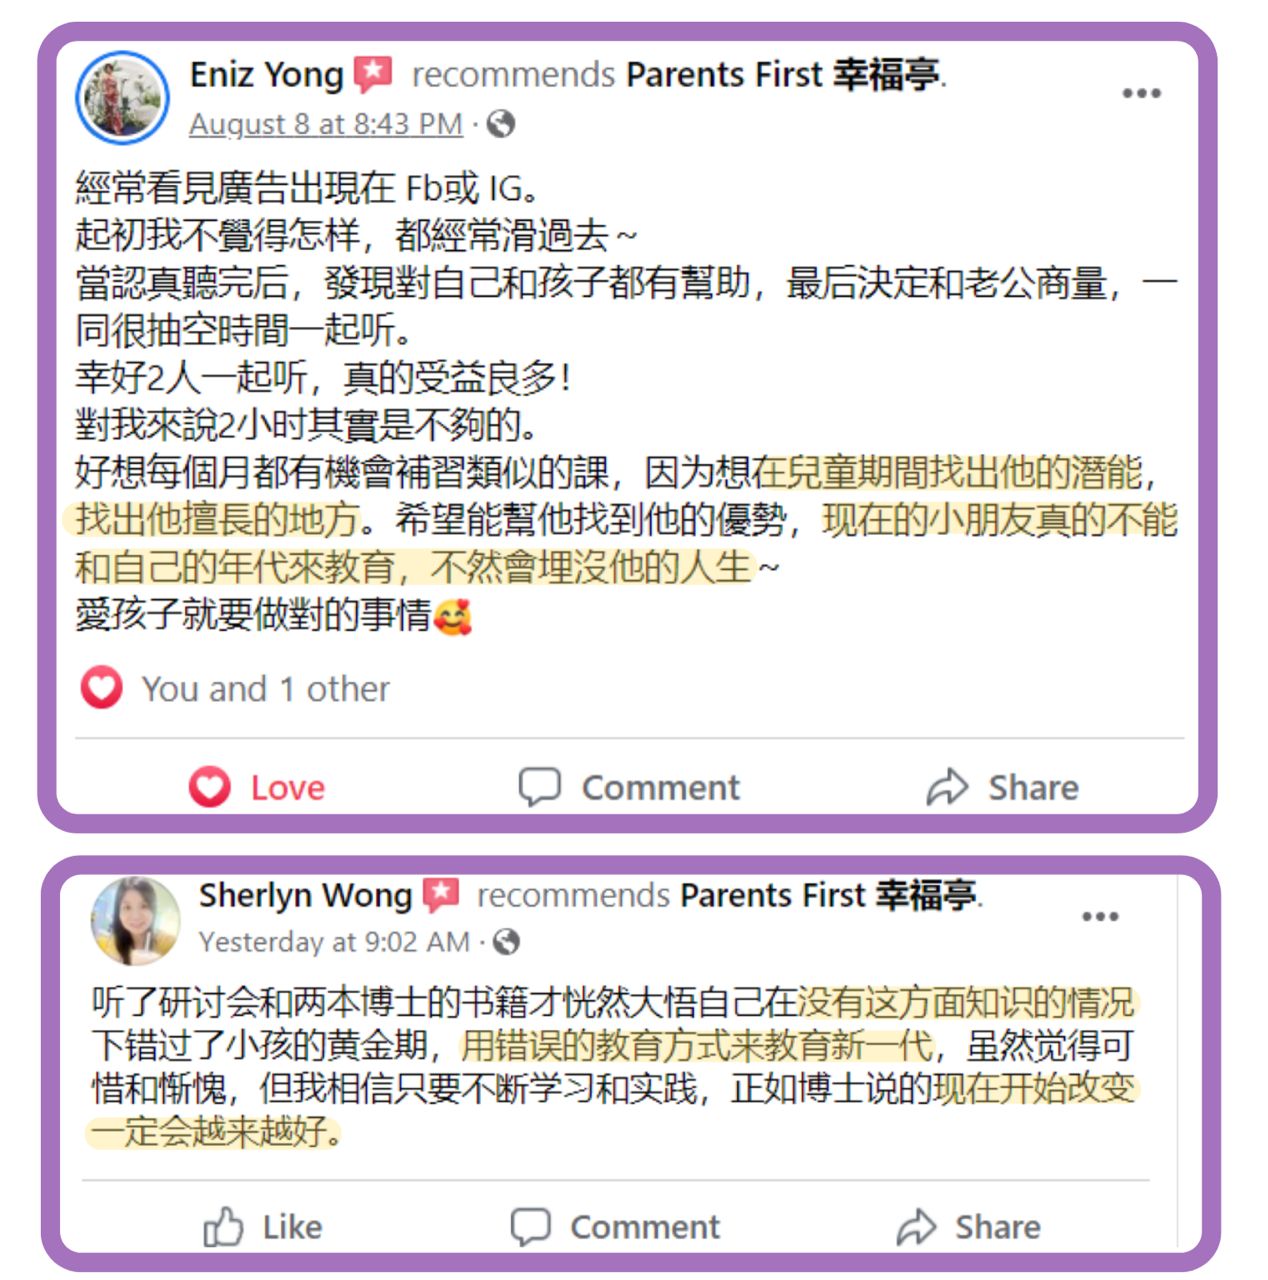 Eniz Yong recommends Parents First 幸福亭.
August 8 at 8:43 PM ·
經常看見廣告出現在 Fb或 IG。
起初我不覺得怎样，都經常滑過去～
當認真聽完后，發現對自己和孩子都有幫助，最后決定和老公商量，一
同很抽空時間一起听。
幸好2人一起听，真的受益良多！
對我來說2小时其實是不夠的。
好想每個月都有機會補習類似的課，因为想在兒童期間找出他的潛能，
找出他擅長的地方。希望能幫他找到他的優勢，现在的小朋友真的不能
和自己的年代來教育，不然會埋沒他的人生～
愛孩子就要做對的事情🥰
You and 1 other
Love Comment Share
Sherlyn Wong recommends Parents First 幸福亭.
Yesterday at 9:02 AM ·
听了研讨会和两本博士的书籍才恍然大悟自己在没有这方面知识的情况
下错过了小孩的黄金期，用错误的教育方式来教育新一代，虽然觉得可
惜和惭愧，但我相信只要不断学习和实践，正如博士说的现在开始改变
一定会越来越好。
Like Comment Share